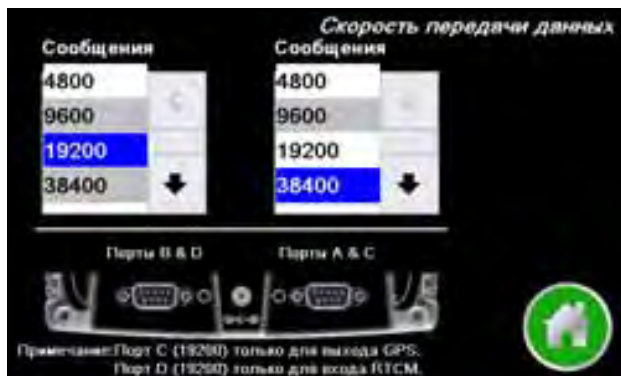 Скорость передачи данных
Сообщения Сообщения
4800 4800
9600 9600
19200 19200
38400 38400
Порты B & D Порты A & C
Примечание:Порт C (19200) только для выхода GPS.
Порт D (19200) только для входа RTCM.